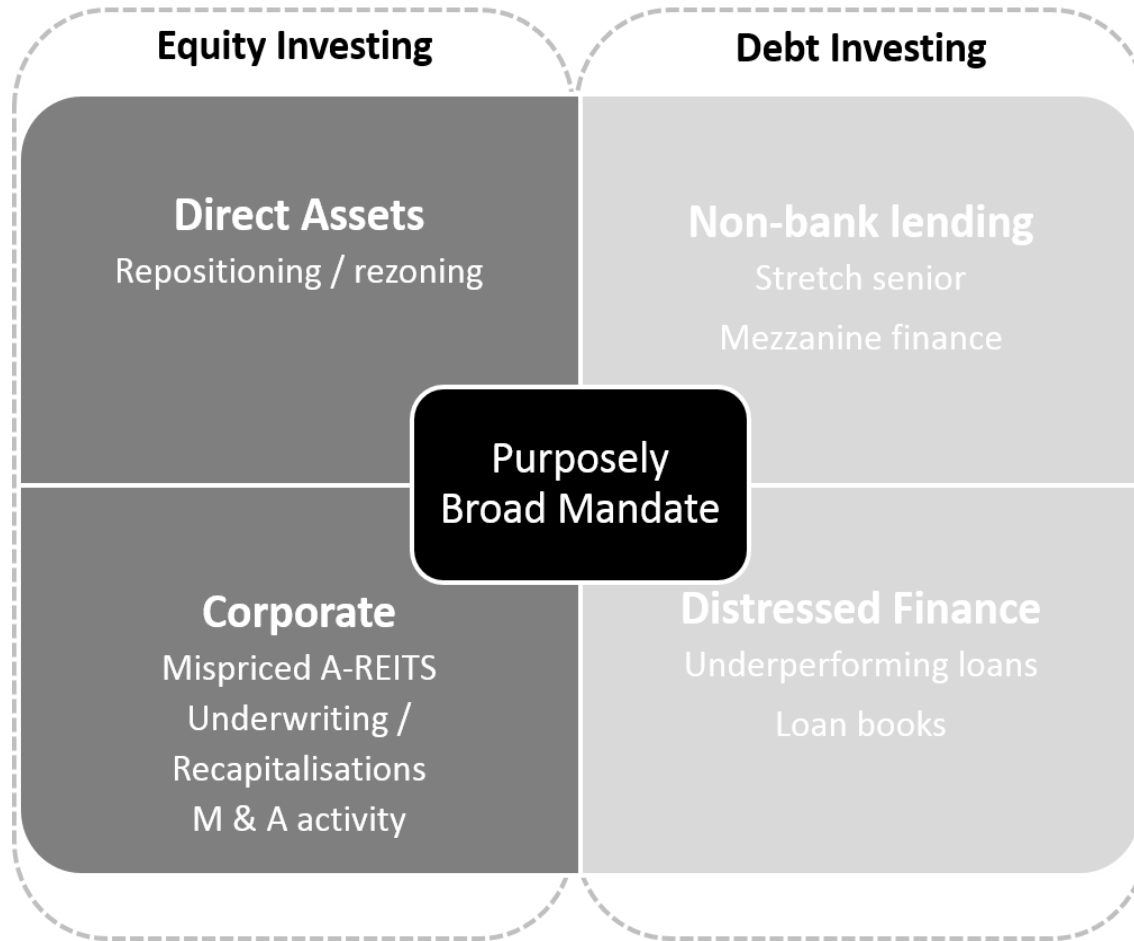 Equity Investing
Debt Investing
Direct Assets
Repositioning / rezoning
Non-bank lending
Stretch senior
Mezzanine finance
Purposely
Broad Mandate
Corporate
Mispriced A-REITS
Underwriting /
Recapitalisations
M & A activity
Distressed Finance
Underperforming loans
Loan books